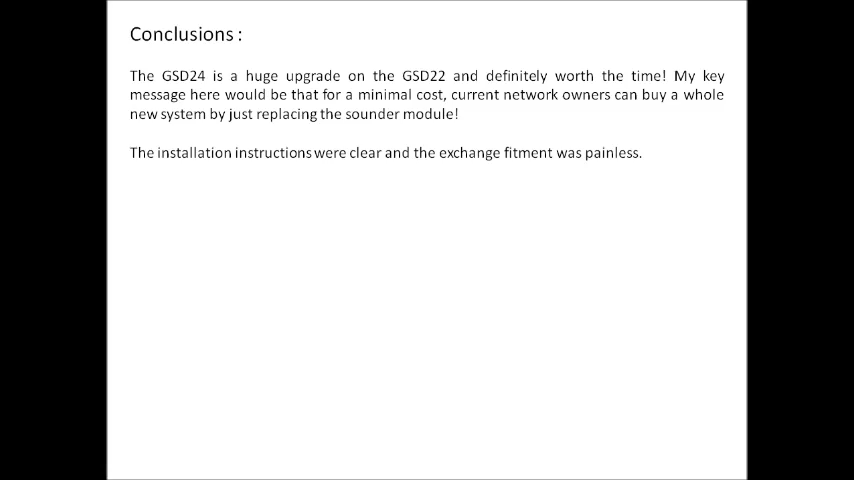 Conclusions :
The GSD24 is a huge upgrade on the GSD22 and definitely worth the time! My key
message here would be that for a minimal cost, current network owners can buy a whole
new system by just replacing the sounder module!
The installation instructions were clear and the exchange fitment was painless.